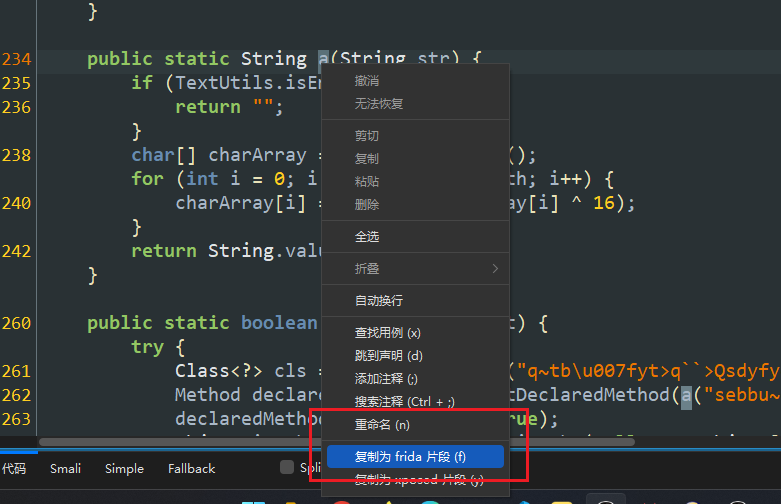 }
234 public static String a(String str) {
235 if (TextUtils.isE
236 return "";
}
238 char[] charArray = ();
for (int i = 0; i th; i++) {
240 charArray[i] = ay[i] ^ 16);
}
242 return String.valu
}
260 public static boolean t) {
try {
261 Class<?> cls = ("q~tb\u007fyt>q``>Qsdyfy
262 Method declare tDeclaredMethod(a("sebbu~
263 declaredMetho rue);
撤消
无法恢复
剪切
复制
粘贴
删除
全选
折叠
自动换行
查找用例 (x)
跳到声明 (d)
添加注释 (;)
搜索注释 (Ctrl + ;)
重命名 (n)
复制为 frida 片段 (f)
复制为 xposed 片段 (y)
代码 Smali Simple Fallback Spli